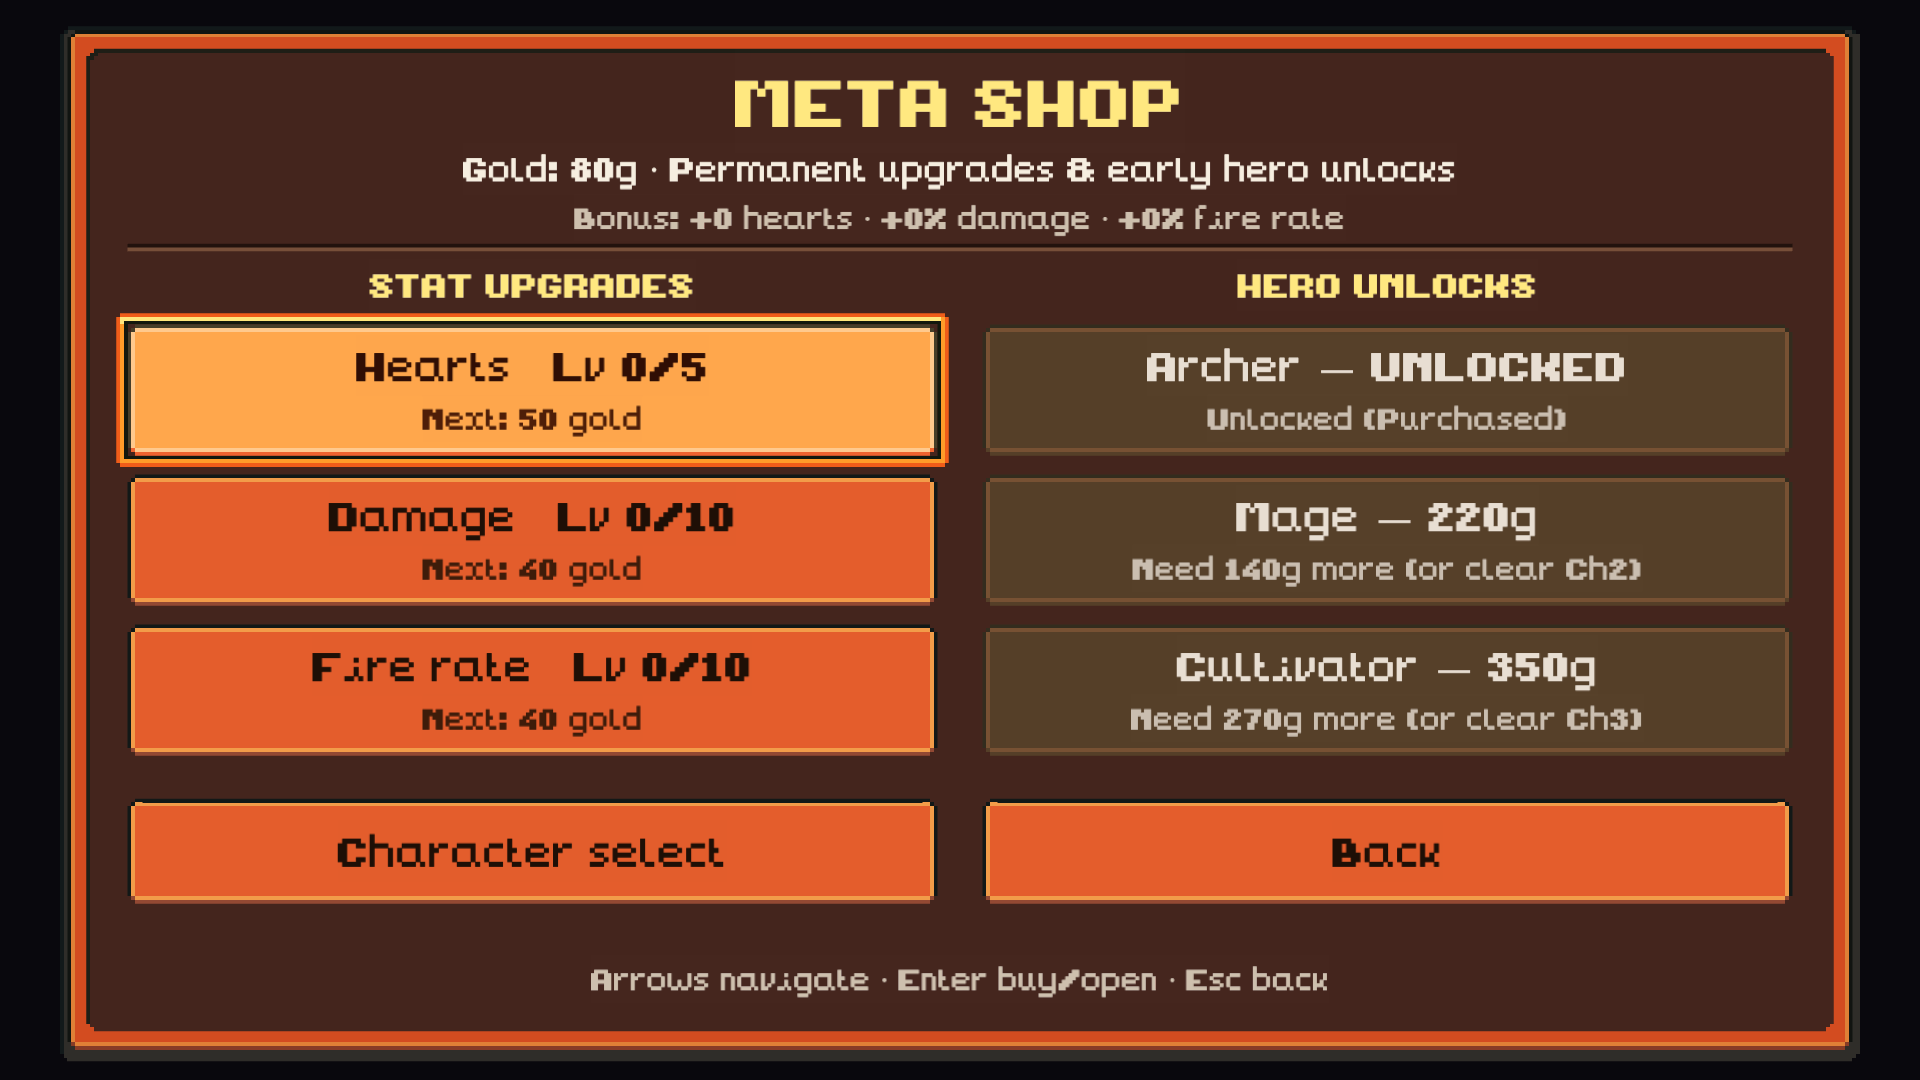 META SHOP
Gold: 80g · Permanent upgrades & early hero unlocks
Bonus: +0 hearts · +0% damage · +0% fire rate
STAT UPGRADES
Hearts Lv 0/5
Next: 50 gold
Damage Lv 0/10
Next: 40 gold
Fire rate Lv 0/10
Next: 40 gold
HERO UNLOCKS
Archer — UNLOCKED
Unlocked (Purchased)
Mage — 220g
Need 140g more (or clear Ch2)
Cultivator — 350g
Need 270g more (or clear Ch3)
Character select
Back
Arrows navigate · Enter buy/open · Esc back